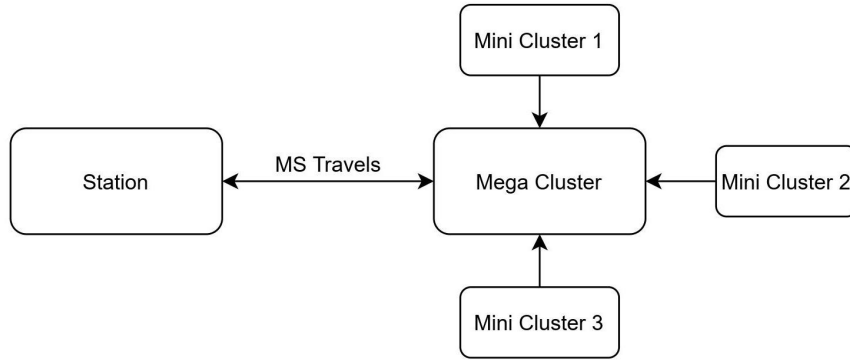 Mini Cluster 1
Station
MS Travels
Mega Cluster
Mini Cluster 2
Mini Cluster 3